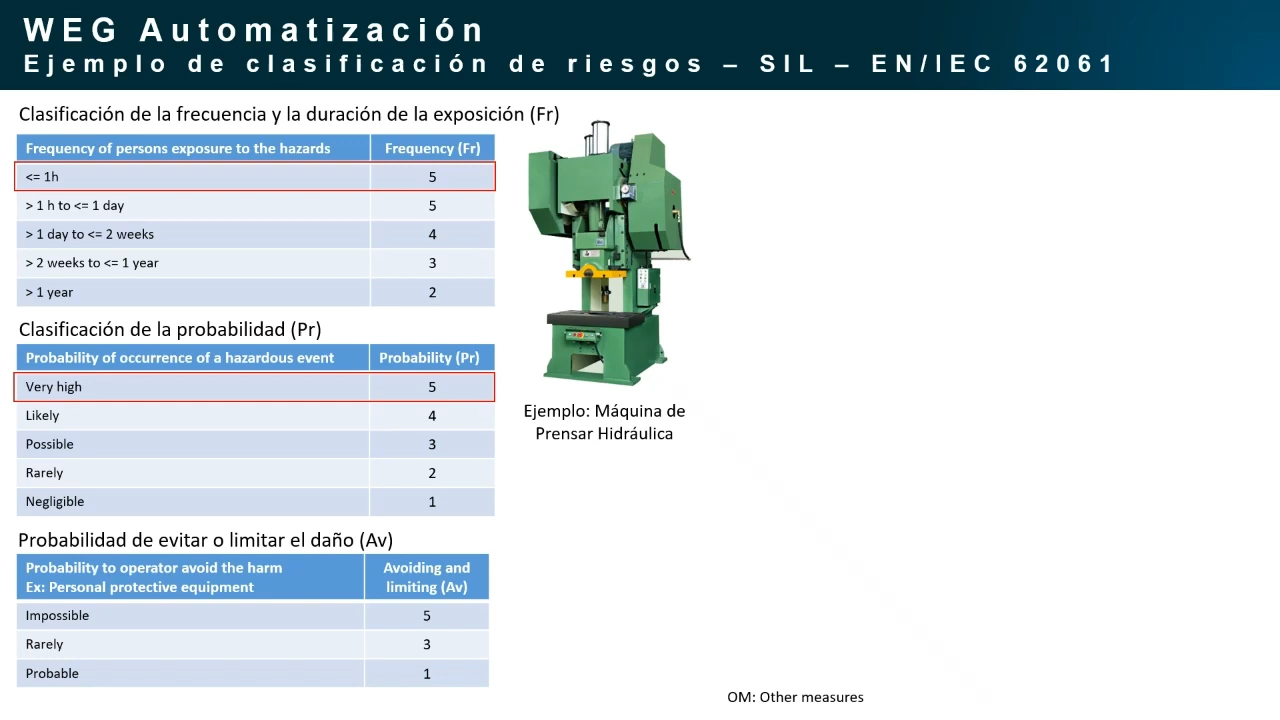 WEG Automatización
Ejemplo de clasificación de riesgos – SIL – EN/IEC 62061
Clasificación de la frecuencia y la duración de la exposición (Fr)
Frequency of persons exposure to the hazards Frequency (Fr)
<= 1h 5
> 1 h to <= 1 day 5
> 1 day to <= 2 weeks 4
> 2 weeks to <= 1 year 3
> 1 year 2
Clasificación de la probabilidad (Pr)
Probability of occurrence of a hazardous event Probability (Pr)
Very high 5
Likely 4
Possible 3
Rarely 2
Negligible 1
Ejemplo: Máquina de
Prensar Hidráulica
Probabilidad de evitar o limitar el daño (Av)
Probability to operator avoid the harm Avoiding and
Ex: Personal protective equipment limiting (Av)
Impossible 5
Rarely 3
Probable 1
OM: Other measures